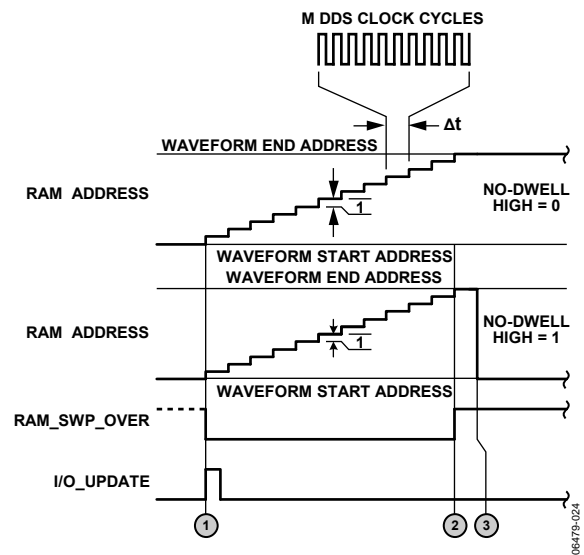 M DDS CLOCK CYCLES
Δt
WAVEFORM END ADDRESS
RAM ADDRESS
1
NO-DWELL
HIGH = 0
WAVEFORM START ADDRESS
WAVEFORM END ADDRESS
RAM ADDRESS
1
NO-DWELL
HIGH = 1
WAVEFORM START ADDRESS
RAM_SWP_OVER
I/O_UPDATE
1
2
3
06479-024